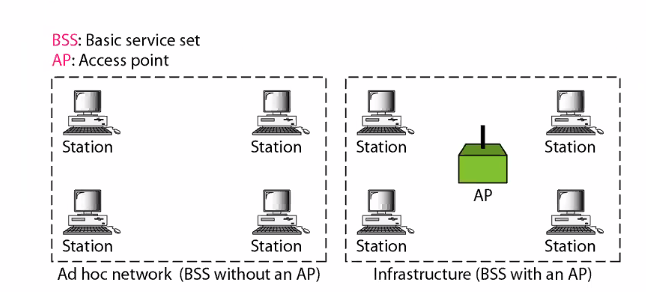 BSS: Basic service set
AP: Access point
Station Station Station Station
AP
Station Station Station Station
Ad hoc network (BSS without an AP) Infrastructure (BSS with an AP)